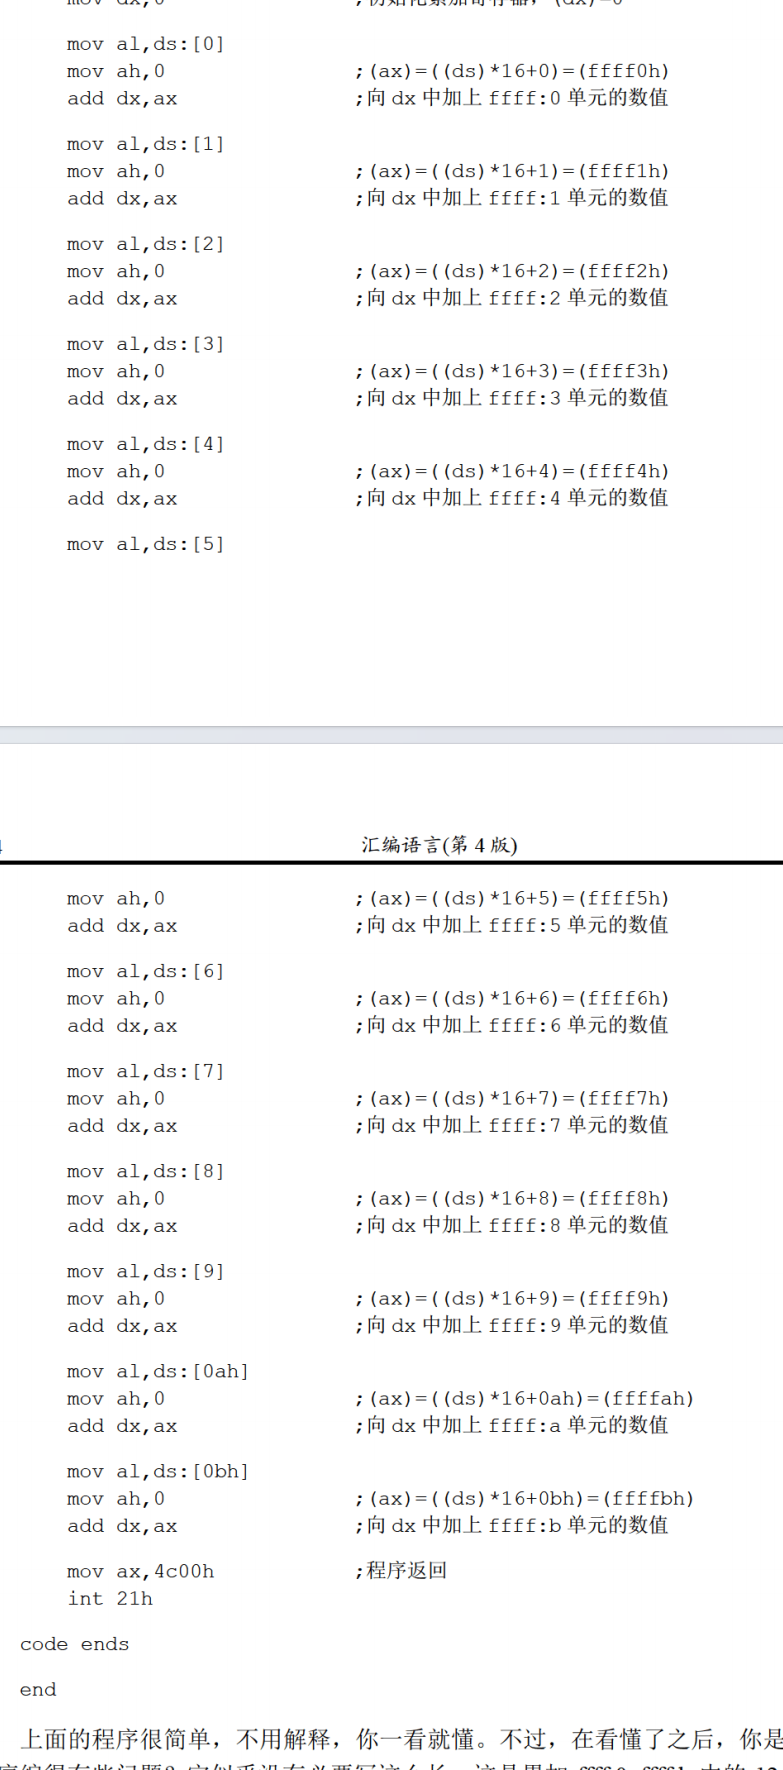 mov dx,0 ;初始化累加寄存器，(dx)=0
mov al,ds:[0]
mov ah,0 ;(ax)=((ds)*16+0)=(ffff0h)
add dx,ax ;向 dx 中加上 ffff:0 单元的数值
mov al,ds:[1]
mov ah,0 ;(ax)=((ds)*16+1)=(ffff1h)
add dx,ax ;向 dx 中加上 ffff:1 单元的数值
mov al,ds:[2]
mov ah,0 ;(ax)=((ds)*16+2)=(ffff2h)
add dx,ax ;向 dx 中加上 ffff:2 单元的数值
mov al,ds:[3]
mov ah,0 ;(ax)=((ds)*16+3)=(ffff3h)
add dx,ax ;向 dx 中加上 ffff:3 单元的数值
mov al,ds:[4]
mov ah,0 ;(ax)=((ds)*16+4)=(ffff4h)
add dx,ax ;向 dx 中加上 ffff:4 单元的数值
mov al,ds:[5]
汇编语言(第 4 版)
mov ah,0 ;(ax)=((ds)*16+5)=(ffff5h)
add dx,ax ;向 dx 中加上 ffff:5 单元的数值
mov al,ds:[6]
mov ah,0 ;(ax)=((ds)*16+6)=(ffff6h)
add dx,ax ;向 dx 中加上 ffff:6 单元的数值
mov al,ds:[7]
mov ah,0 ;(ax)=((ds)*16+7)=(ffff7h)
add dx,ax ;向 dx 中加上 ffff:7 单元的数值
mov al,ds:[8]
mov ah,0 ;(ax)=((ds)*16+8)=(ffff8h)
add dx,ax ;向 dx 中加上 ffff:8 单元的数值
mov al,ds:[9]
mov ah,0 ;(ax)=((ds)*16+9)=(ffff9h)
add dx,ax ;向 dx 中加上 ffff:9 单元的数值
mov al,ds:[0ah]
mov ah,0 ;(ax)=((ds)*16+0ah)=(ffffah)
add dx,ax ;向 dx 中加上 ffff:a 单元的数值
mov al,ds:[0bh]
mov ah,0 ;(ax)=((ds)*16+0bh)=(ffffbh)
add dx,ax ;向 dx 中加上 ffff:b 单元的数值
mov ax,4c00h ;程序返回
int 21h
code ends
end
上面的程序很简单，不用解释，你一看就懂。不过，在看懂了之后，你是